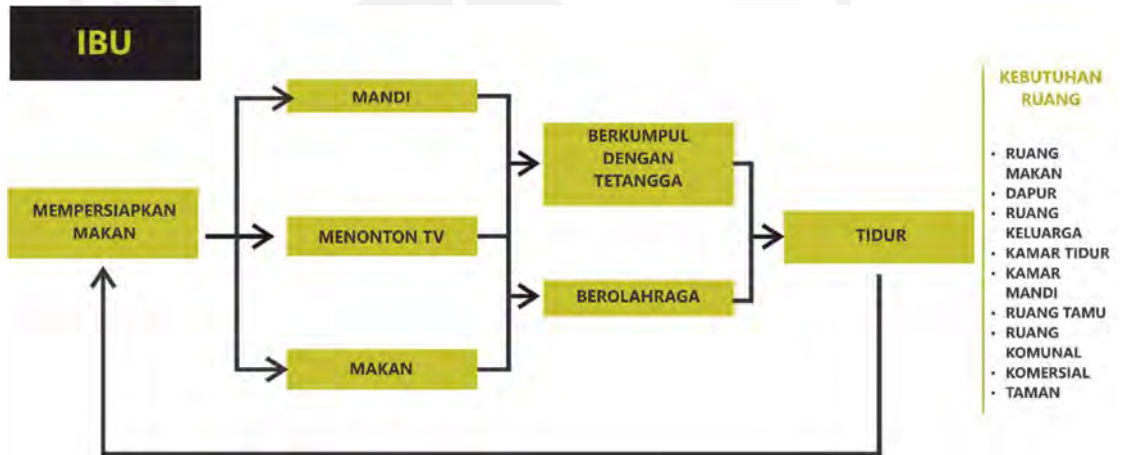 IBU
MEMPERSIAPKAN
MAKAN
MANDI
MENONTON TV
MAKAN
BERKUMPUL
DENGAN
TETANGGA
BEROLAHRAGA
TIDUR
KEBUTUHAN
RUANG
• RUANG
MAKAN
• DAPUR
• RUANG
KELUARGA
• KAMAR TIDUR
• KAMAR
MANDI
• RUANG TAMU
• RUANG
KOMUNAL
• KOMERSIAL
• TAMAN